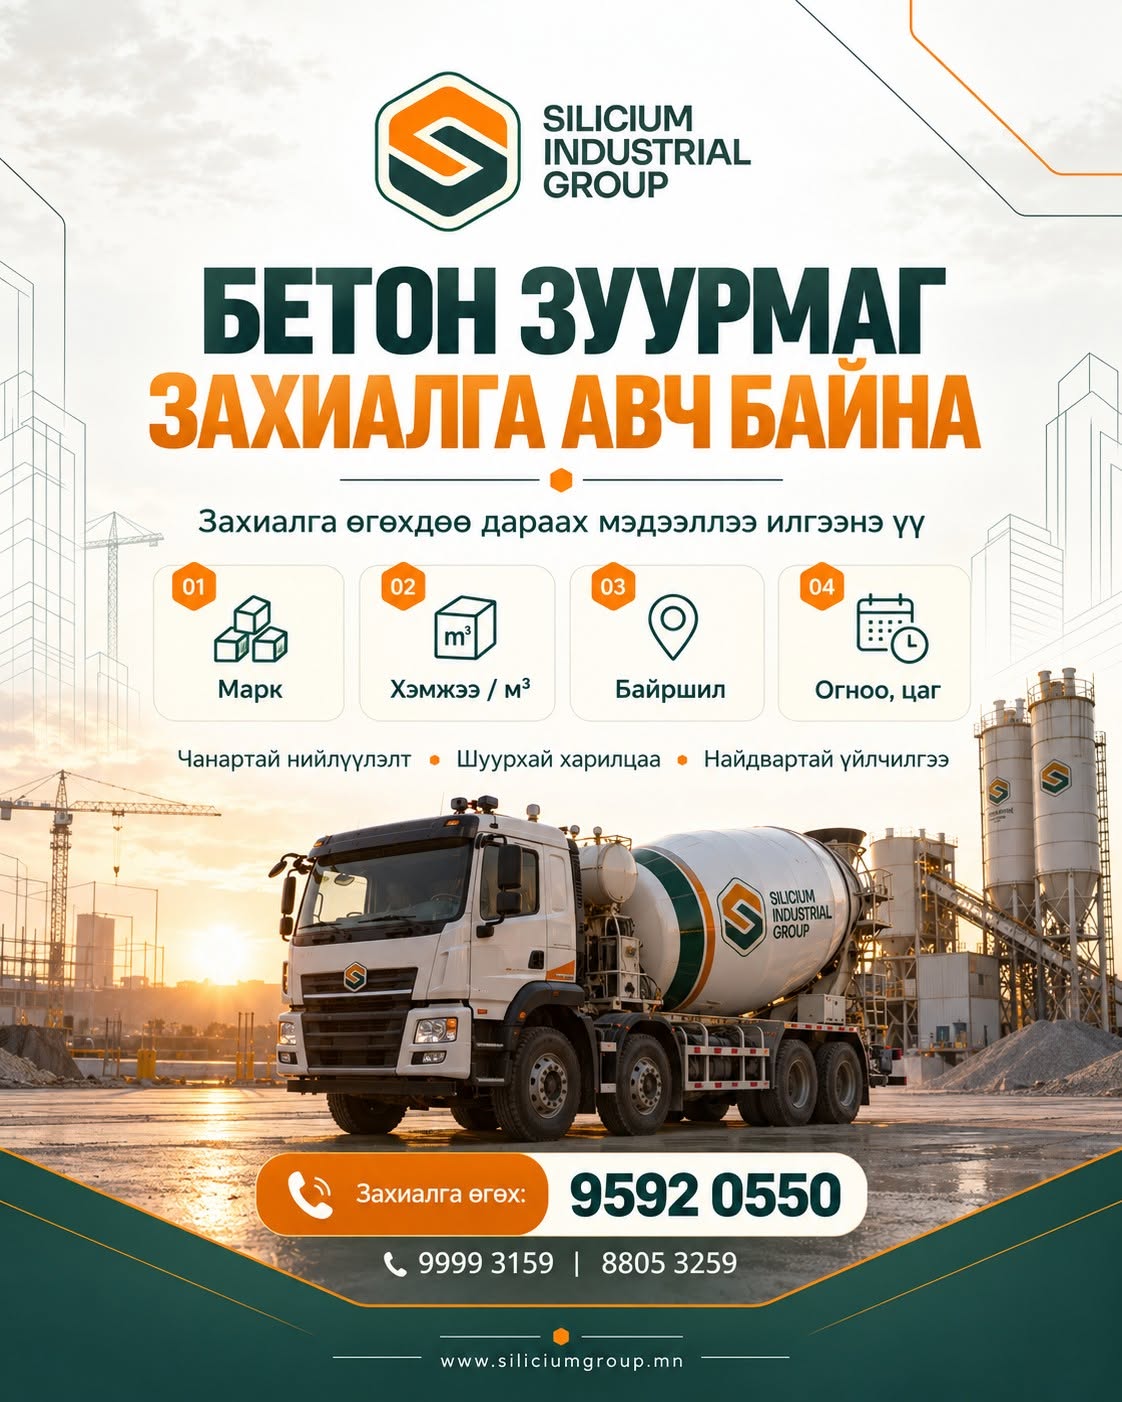 SILICIUM
INDUSTRIAL
GROUP
БЕТОН ЗУУРМАГ
ЗАХИАЛГА АВЧ БАЙНА
Захиалга өгөхдөө дараах мэдээллээ илгээнэ үү
01
02
03
04
m³
Марк
Хэмжээ / м³
Байршил
Огноо, цаг
Чанартай нийлүүлэлт • Шуурхай харилцаа • Найдвартай үйлчилгээ
SILICIUM
INDUSTRIAL
GROUP
Захиалга өгөх:
9592 0550
9999 3159 | 8805 3259
www.siliciumgroup.mn